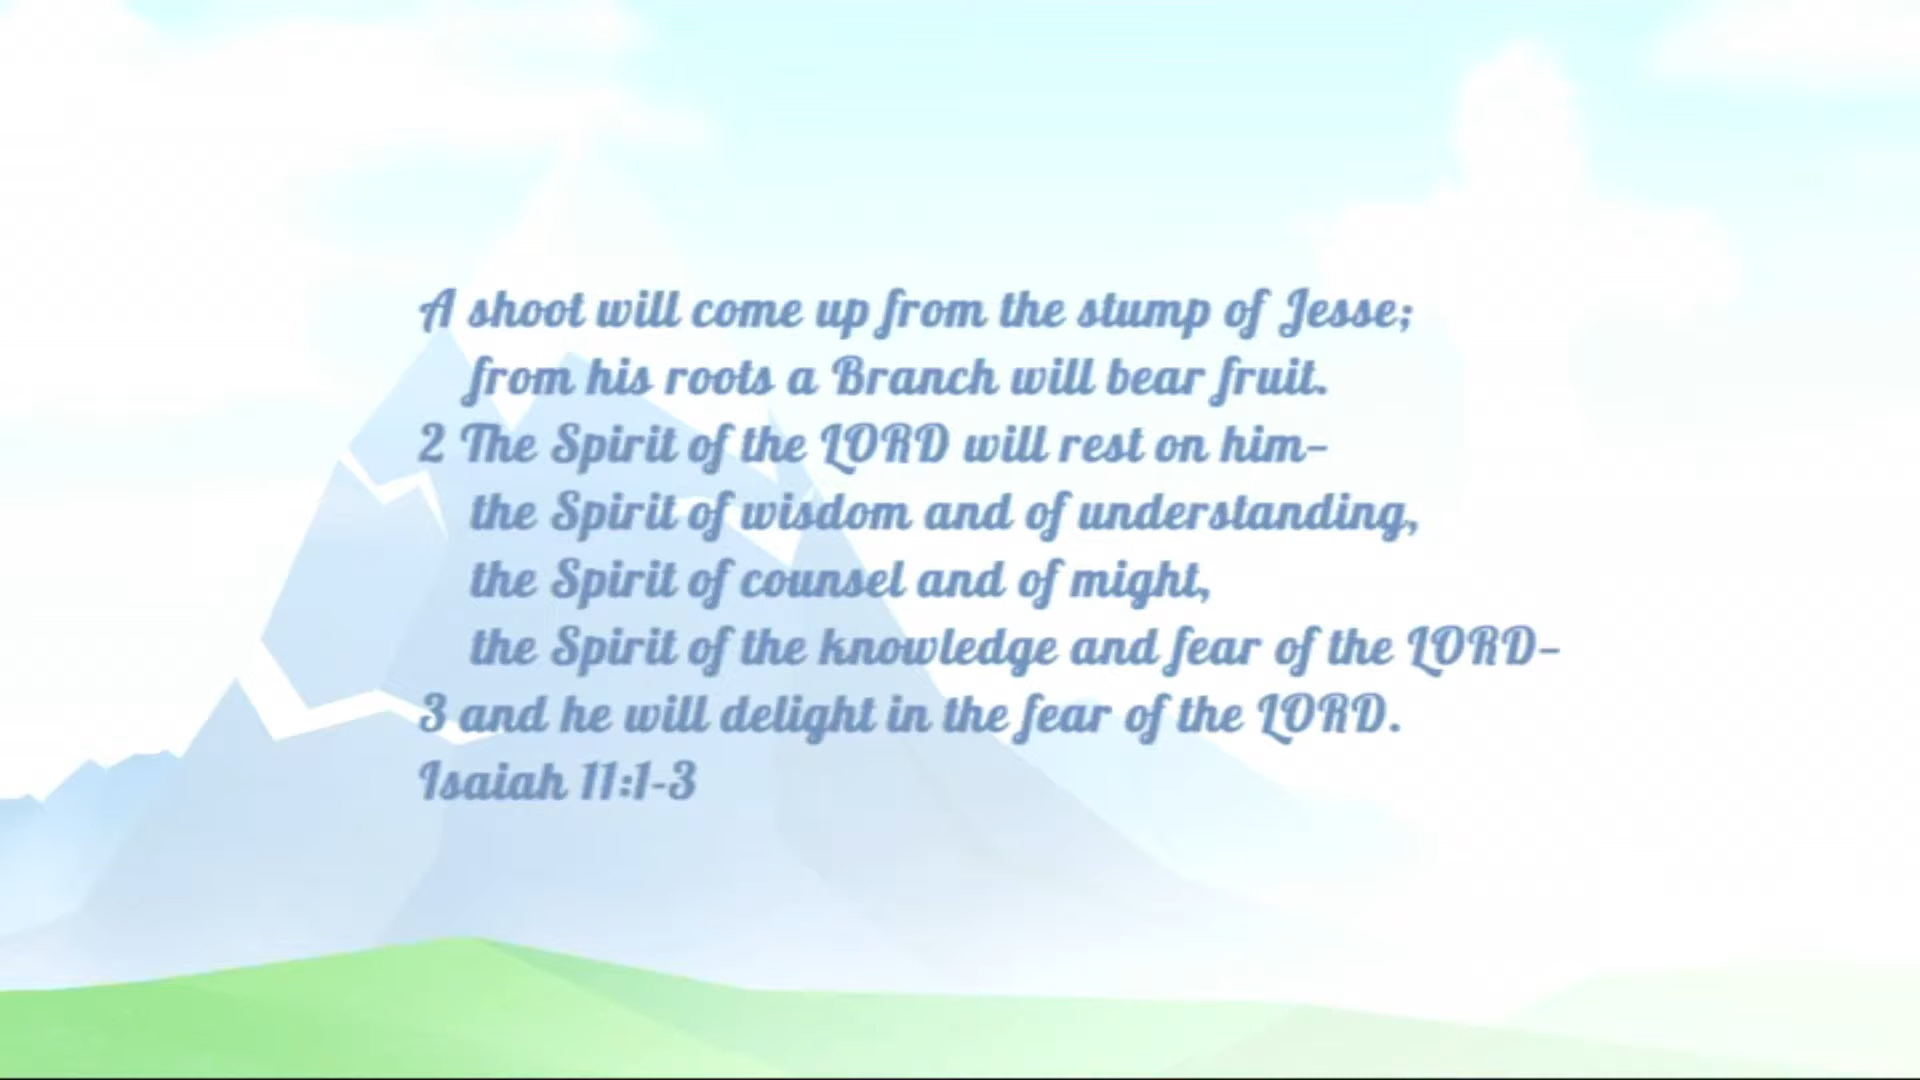 A shoot will come up from the stump of Jesse;
from his roots a Branch will bear fruit.
2 The Spirit of the LORD will rest on him–
the Spirit of wisdom and of understanding,
the Spirit of counsel and of might,
the Spirit of the knowledge and fear of the LORD–
3 and he will delight in the fear of the LORD.
Isaiah 11:1-3